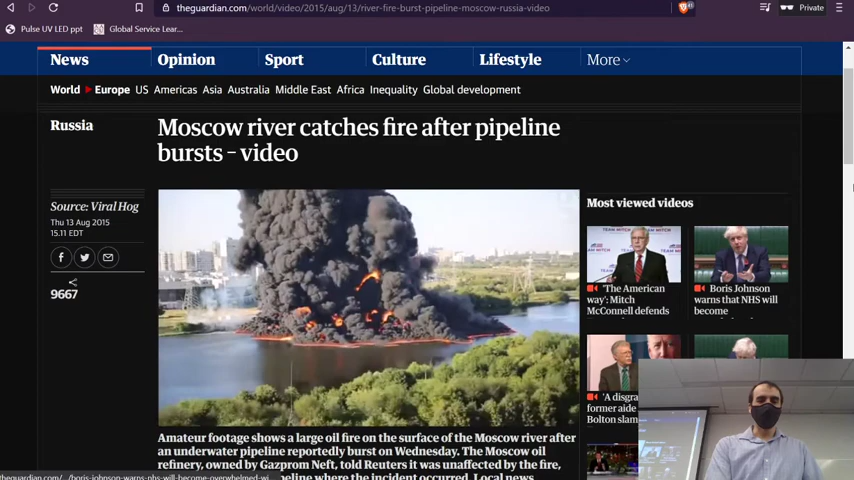 theguardian.com/world/video/2015/aug/13/river-fire-burst-pipeline-moscow-russia-video
Private
Pulse UV LED ppt
Global Service Lear...
News
Opinion
Sport
Culture
Lifestyle
More
World
Europe US Americas Asia Australia Middle East Africa Inequality Global development
Russia
Moscow river catches fire after pipeline
bursts – video
Source: Viral Hog
Thu 13 Aug 2015
15.11 EDT
9667
Most viewed videos
'The American
way': Mitch
McConnell defends
Boris Johnson
warns that NHS will
become
'A disgra
former aide
Bolton slam
Amateur footage shows a large oil fire on the surface of the Moscow river after
an underwater pipeline reportedly burst on Wednesday. The Moscow oil
refinery, owned by Gazprom Neft, told Reuters it was unaffected by the fire,
peline where the incident occurred. Local news
theguardian.com/.../boris-johnson-warns-nhs-will-become-overwhelmed-wi...